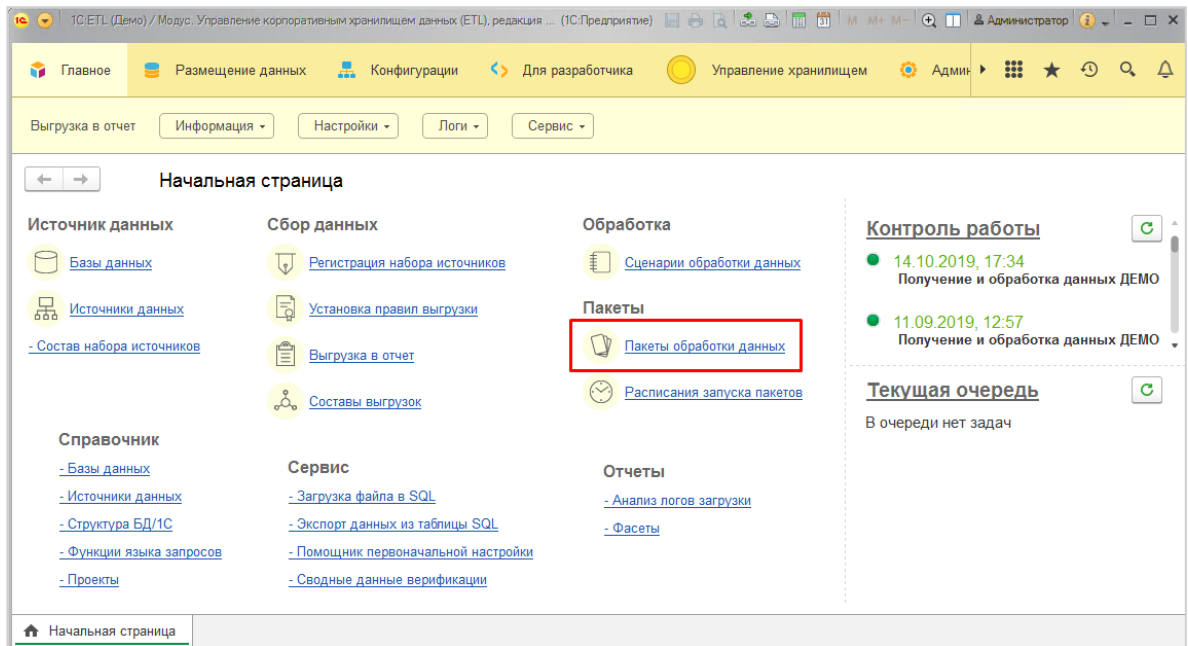 1С:ETL (Демо) / Модус. Управление корпоративным хранилищем данных (ETL), редакция ... (1С:Предприятие) 31 M M+ M- Администратор
Главное Размещение данных Конфигурации Для разработчика Управление хранилищем Админ
Выгрузка в отчет Информация Настройки Логи Сервис
Начальная страница
Источник данных
Базы данных
Источники данных
- Состав набора источников
Сбор данных
Регистрация набора источников
Установка правил выгрузки
Выгрузка в отчет
Составы выгрузок
Обработка
Сценарии обработки данных
Пакеты
Пакеты обработки данных
Расписания запуска пакетов
Контроль работы
14.10.2019, 17:34
Получение и обработка данных ДЕМО
11.09.2019, 12:57
Получение и обработка данных ДЕМО
Текущая очередь
В очереди нет задач
Справочник
- Базы данных
- Источники данных
- Структура БД/1С
- Функции языка запросов
- Проекты
Сервис
- Загрузка файла в SQL
- Экспорт данных из таблицы SQL
- Помощник первоначальной настройки
- Сводные данные верификации
Отчеты
- Анализ логов загрузки
- Фасеты
Начальная страница